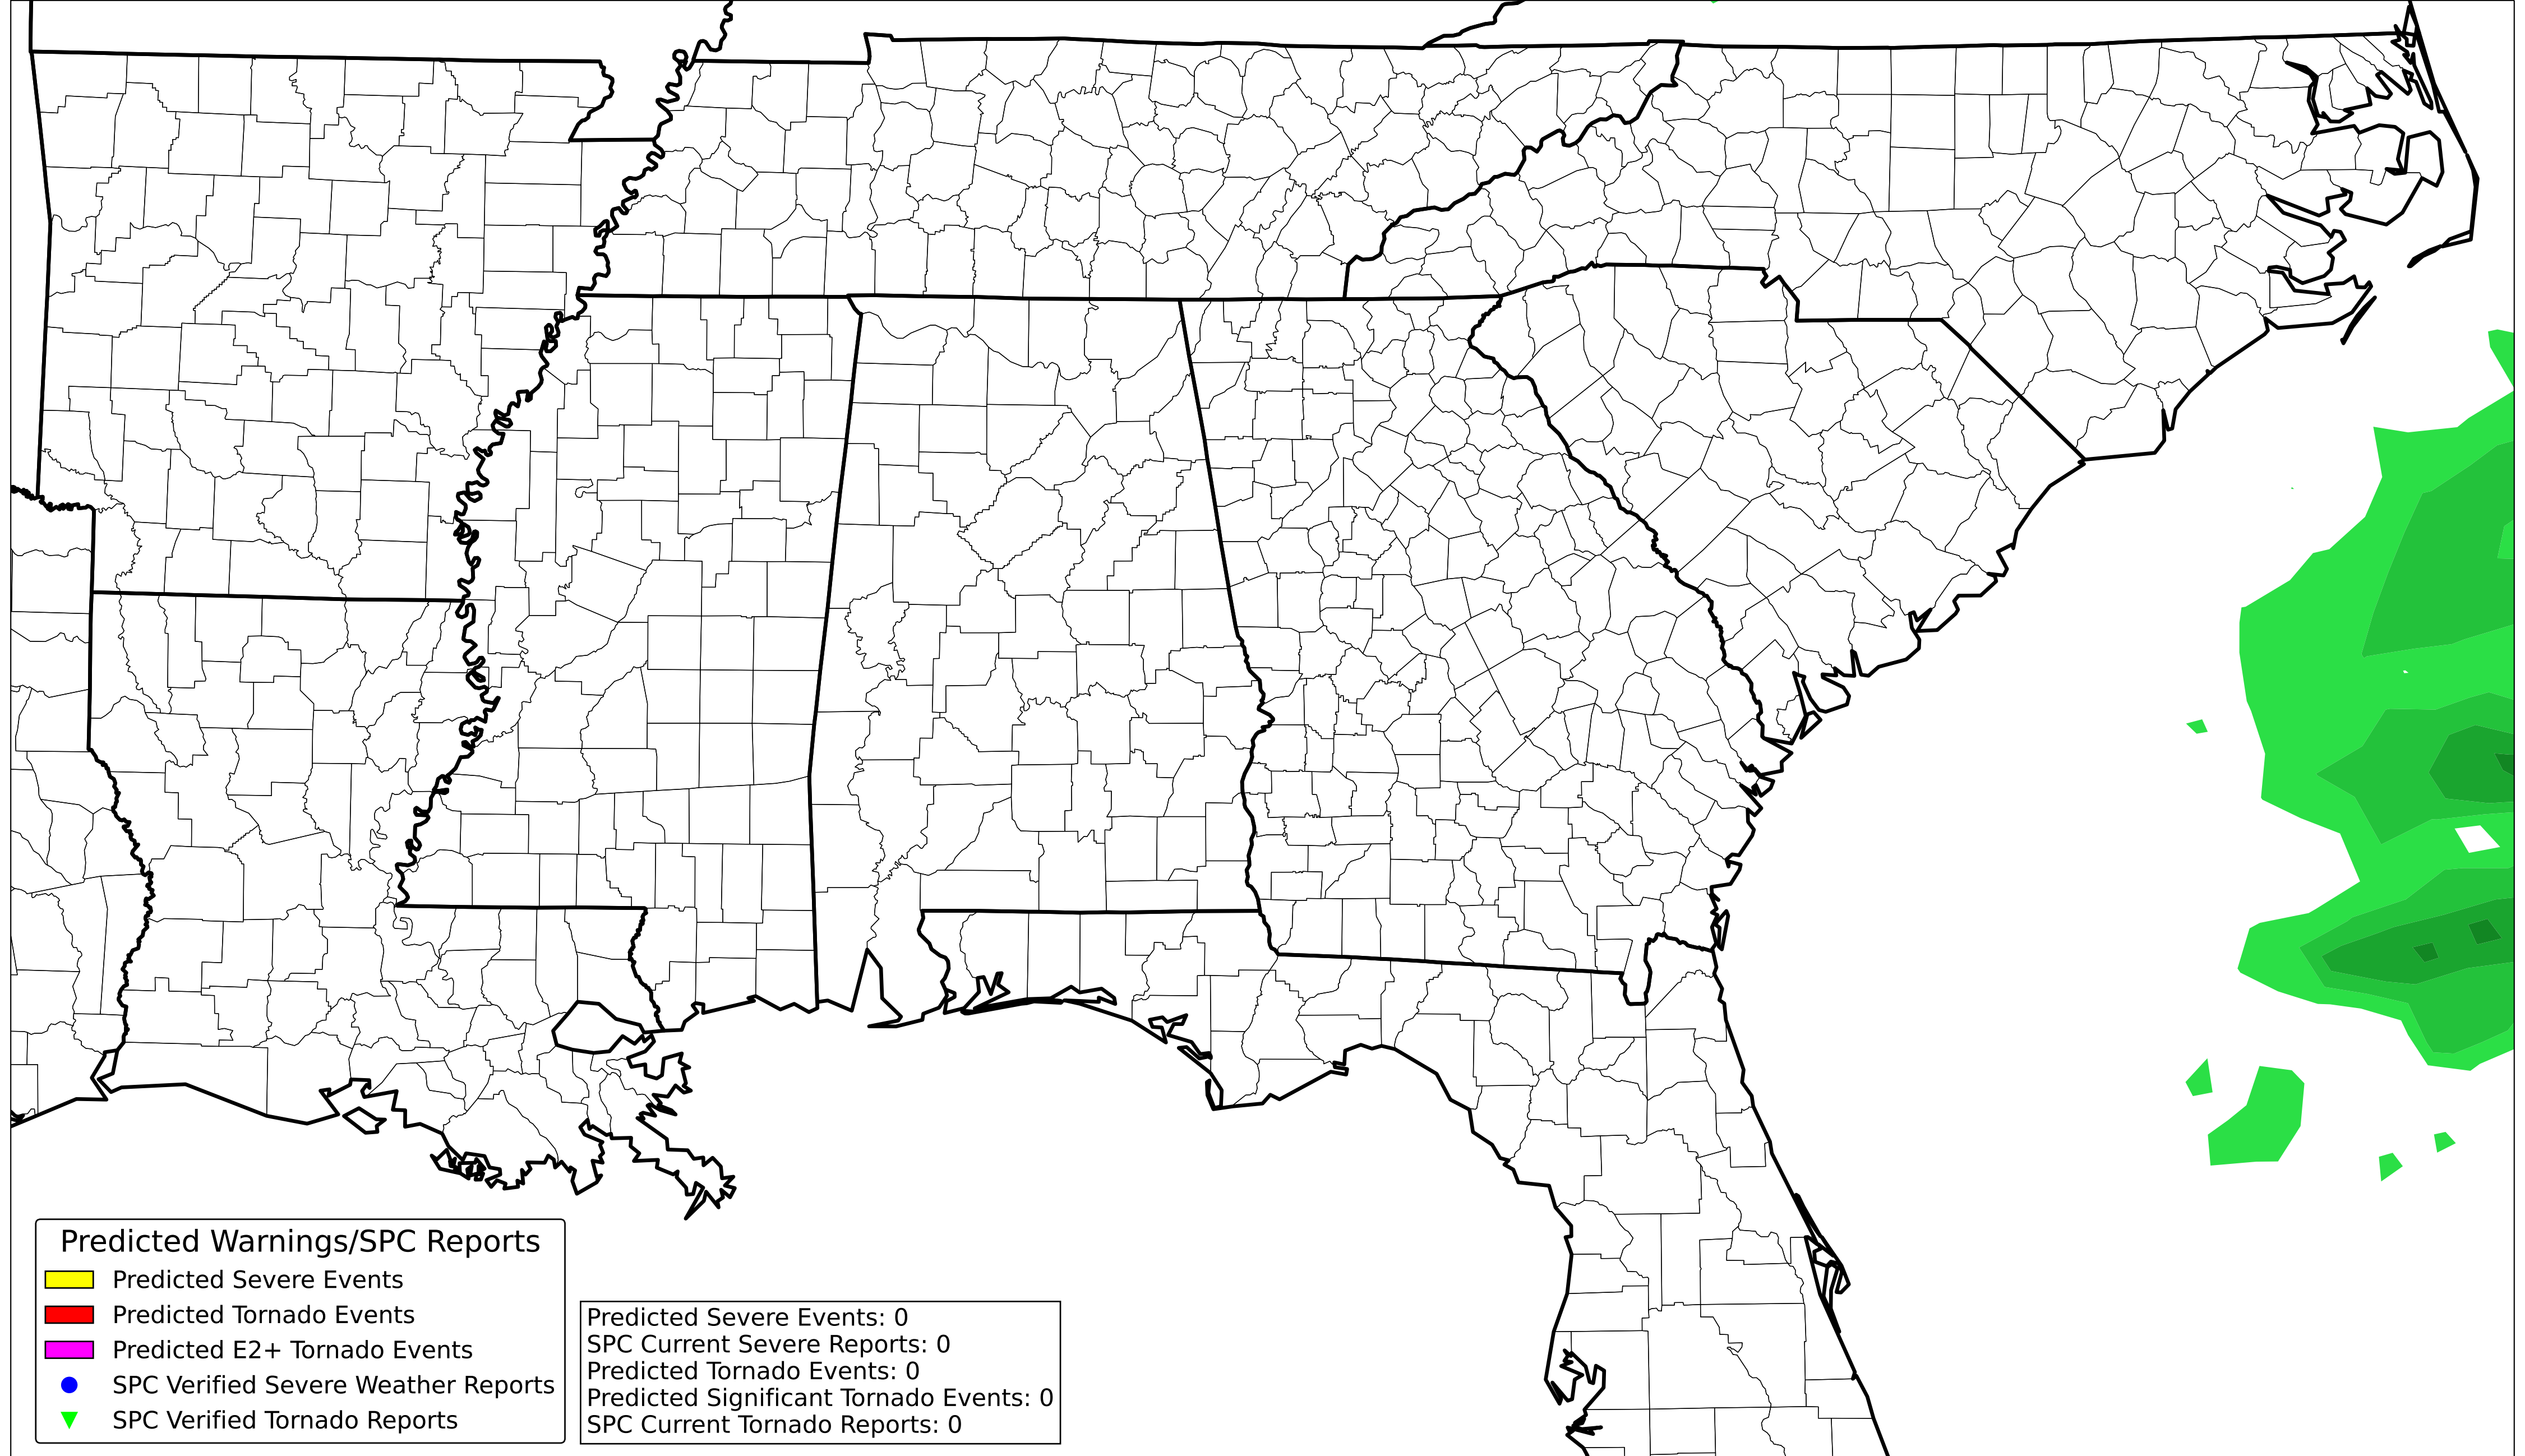 Predicted Warnings/SPC Reports
Predicted Severe Events
Predicted Tornado Events
Predicted E2+ Tornado Events
SPC Verified Severe Weather Reports
SPC Verified Tornado Reports
Predicted Severe Events: 0
SPC Current Severe Reports: 0
Predicted Tornado Events: 0
Predicted Significant Tornado Events: 0
SPC Current Tornado Reports: 0